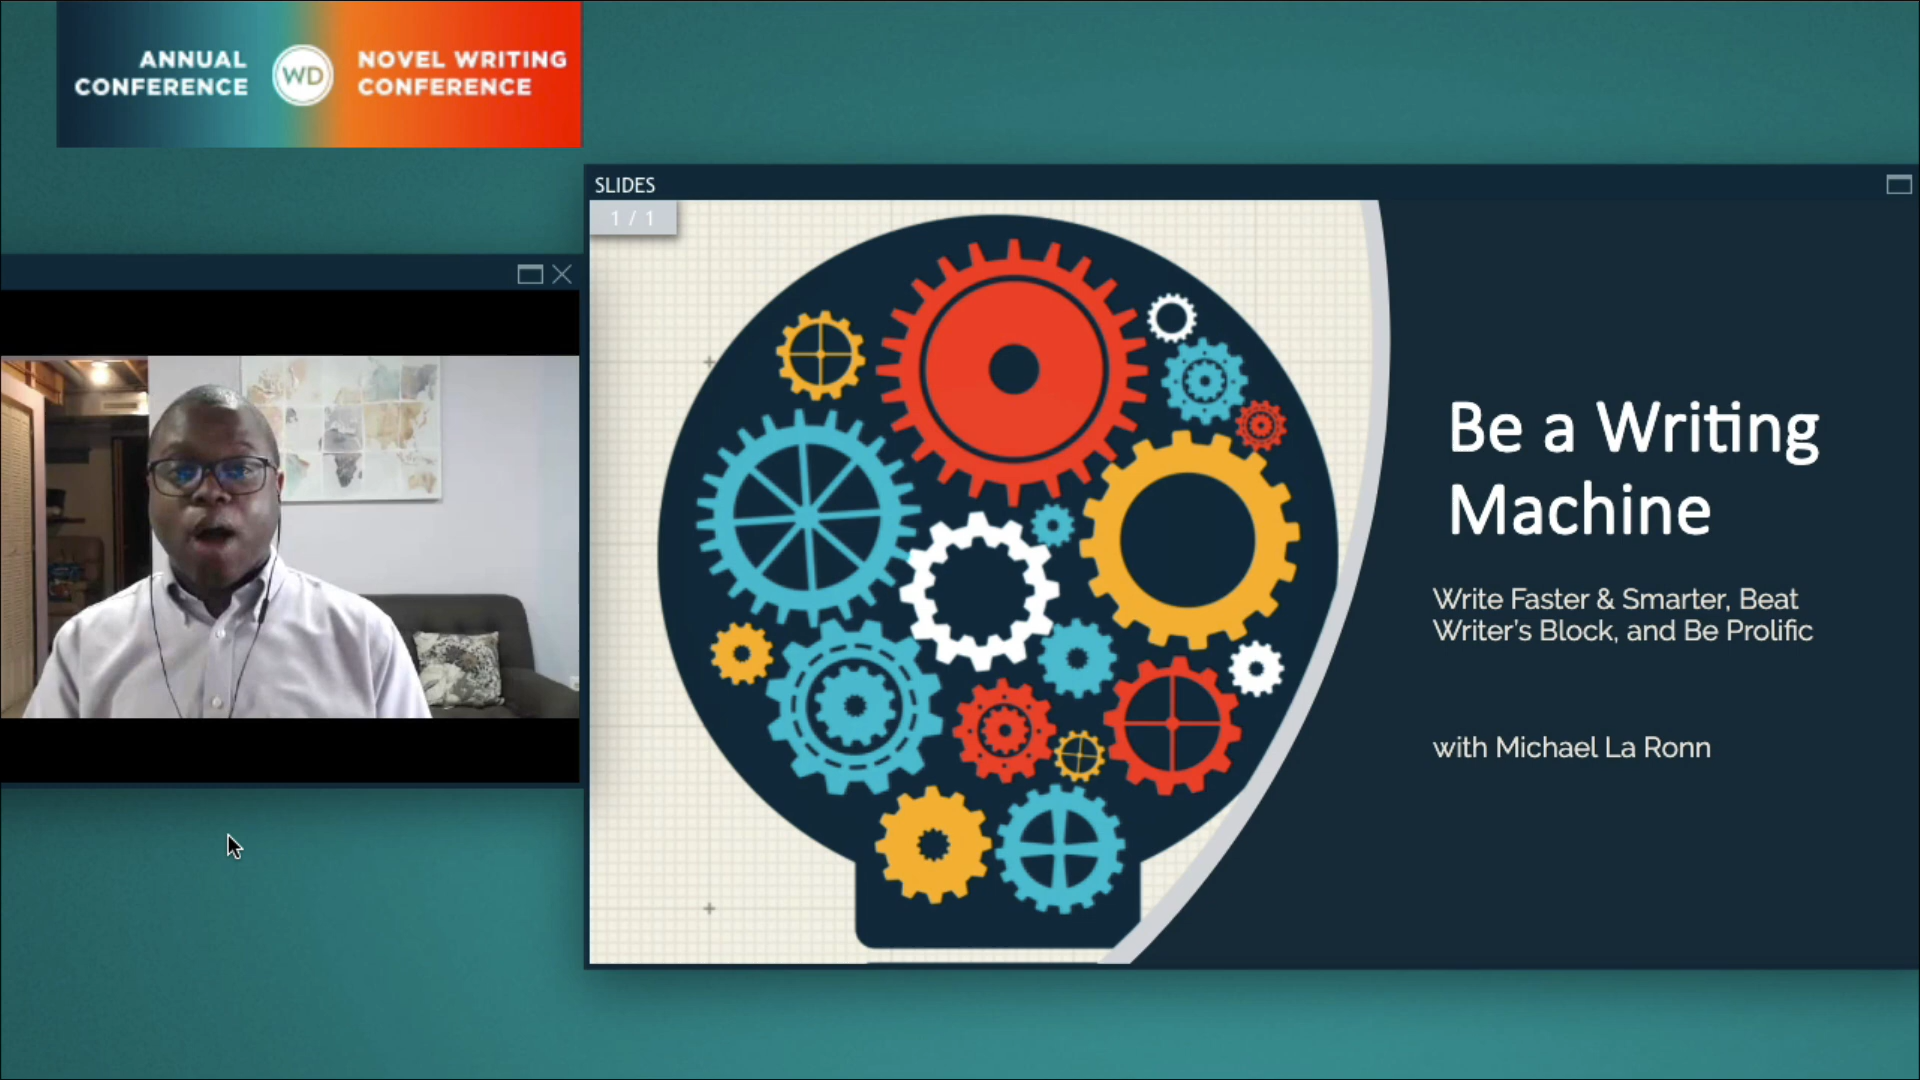 ANNUAL
CONFERENCE
WD
NOVEL WRITING
CONFERENCE
SLIDES
1 / 1
Be a Writing
Machine
Write Faster & Smarter, Beat
Writer's Block, and Be Prolific
with Michael La Ronn